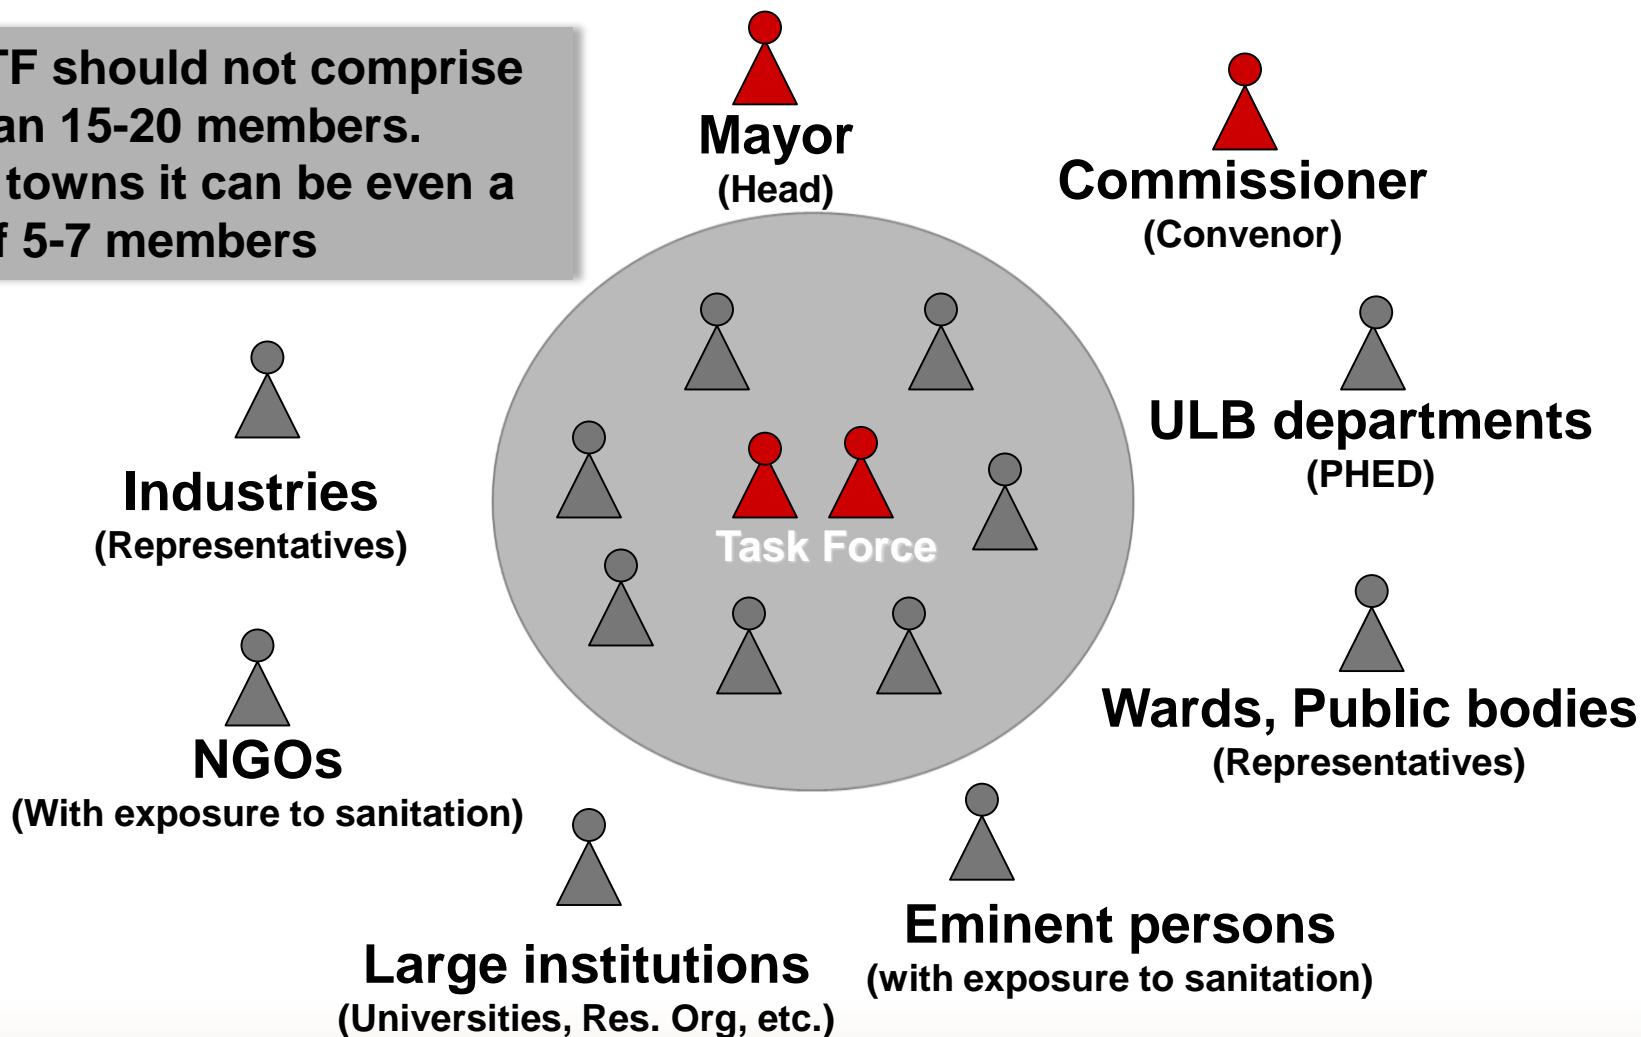 TF should not comprise
an 15-20 members.
towns it can be even a
f 5-7 members
Mayor
(Head)
Commissioner
(Convenor)
ULB departments
(PHED)
Industries
(Representatives)
Task Force
Wards, Public bodies
(Representatives)
NGOs
(With exposure to sanitation)
Eminent persons
(with exposure to sanitation)
Large institutions
(Universities, Res. Org, etc.)